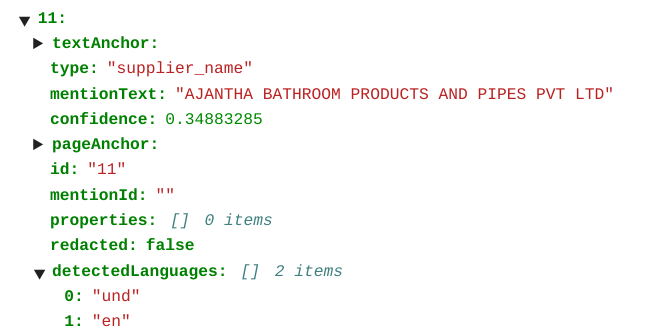 ▼ 11:
▶ textAnchor:
type: "supplier_name"
mentionText: "AJANTHA BATHROOM PRODUCTS AND PIPES PVT LTD"
confidence: 0.34883285
▶ pageAnchor:
id: "11"
mentionId: ""
properties: [] 0 items
redacted: false
▼ detectedLanguages: [] 2 items
0: "und"
1: "en"